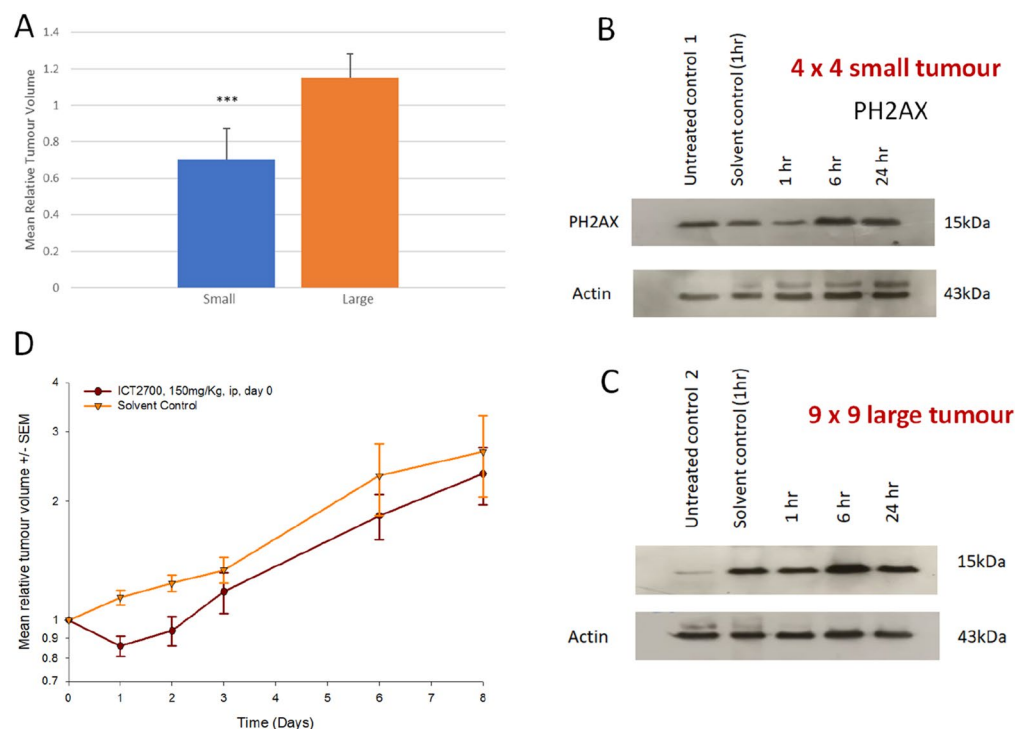 A
1.4
1.2
1
0.8
0.6
0.4
0.2
0
Mean Relative Tumour Volume
***
Small
Large
B
Untreated control 1
Solvent control (1hr)
1 hr
6 hr
24 hr
4 x 4 small tumour
PH2AX
PH2AX
15kDa
Actin
43kDa
D
4
3
2
1
0.9
0.8
0.7
Mean relative tumour volume +/- SEM
ICT2700, 150mg/Kg, ip, day 0
Solvent Control
0 1 2 3 4 5 6 7 8
Time (Days)
C
Untreated control 2
Solvent control (1hr)
1 hr
6 hr
24 hr
9 x 9 large tumour
15kDa
Actin
43kDa